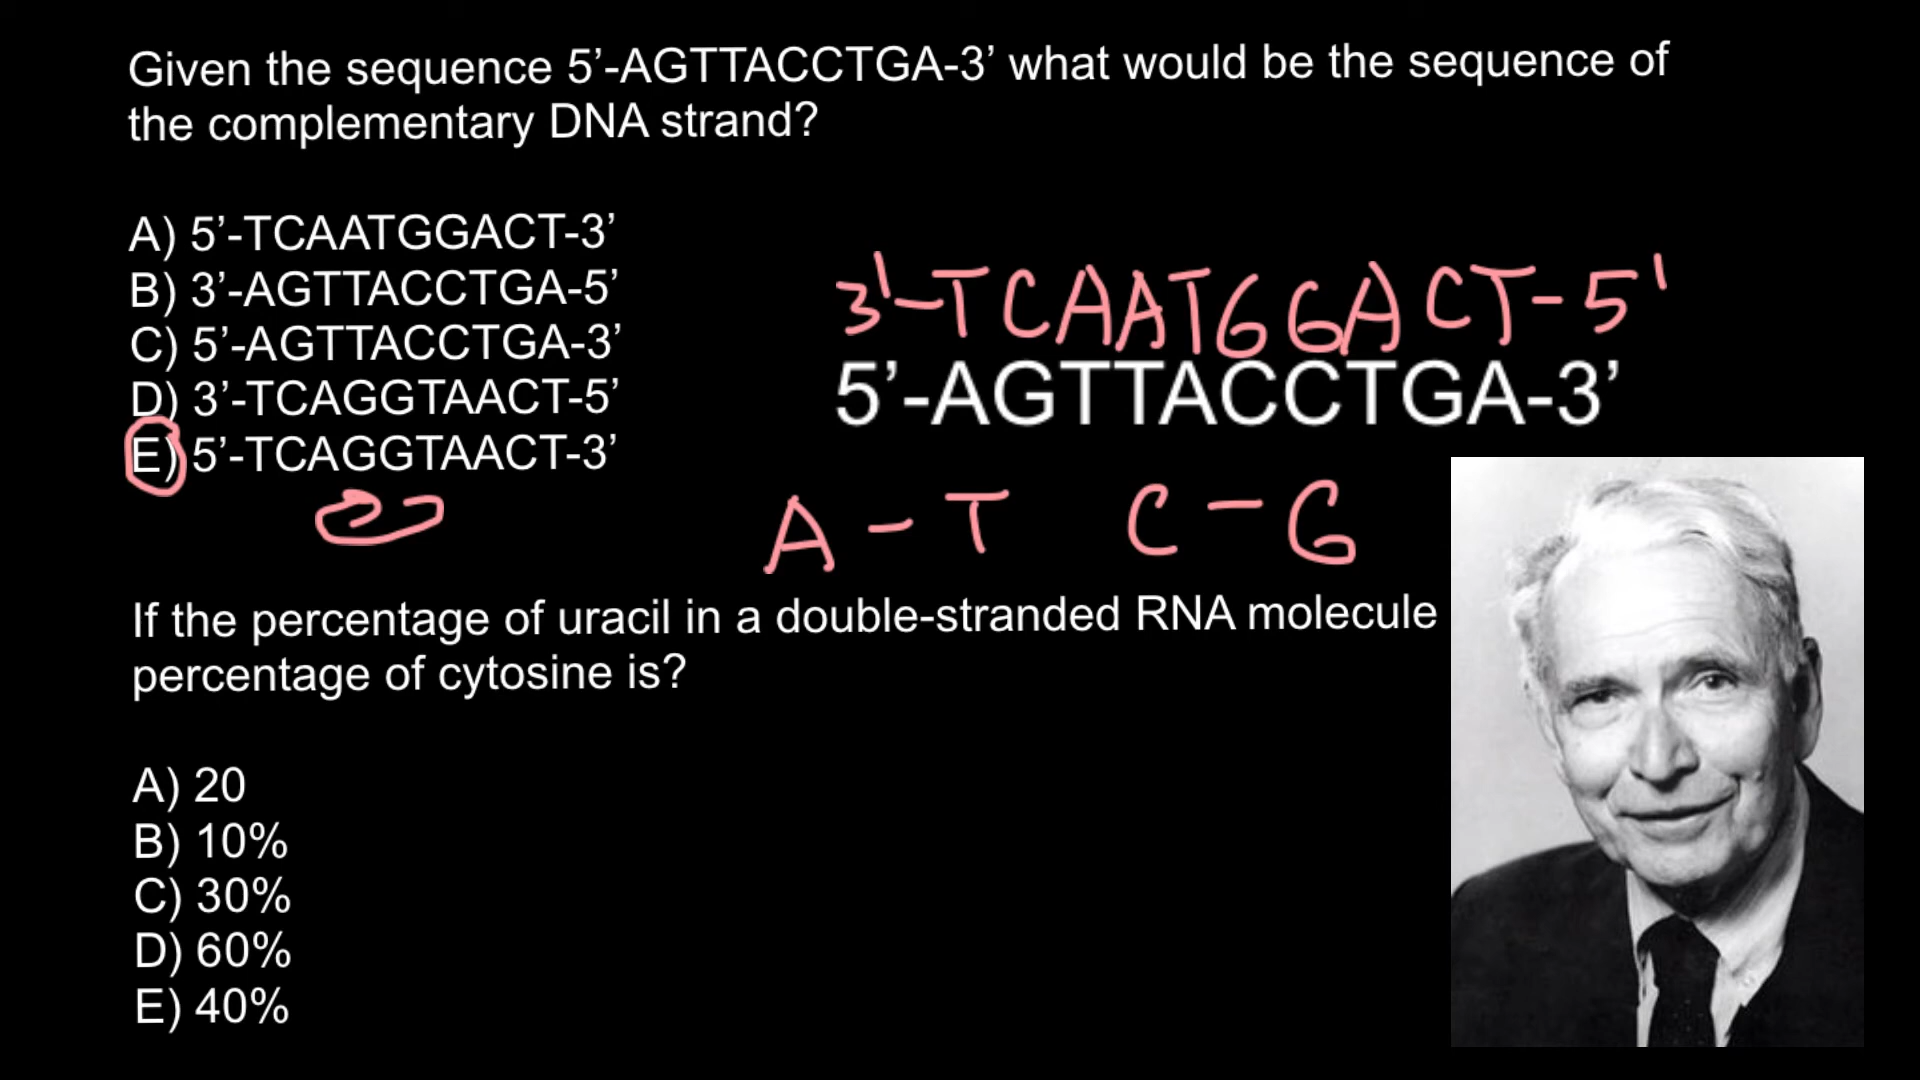 Given the sequence 5’-AGTTACCTGA-3’ what would be the sequence of
the complementary DNA strand?
A) 5’-TCAATGGACT-3’
B) 3’-AGTTACCTGA-5’
C) 5’-AGTTACCTGA-3’
D) 3’-TCAGGTAACT-5’
E) 5’-TCAGGTAACT-3’
3'-TCAATGGACT-5'
5’-AGTTACCTGA-3’
A-T C-G
If the percentage of uracil in a double-stranded RNA molecule
percentage of cytosine is?
A) 20
B) 10%
C) 30%
D) 60%
E) 40%